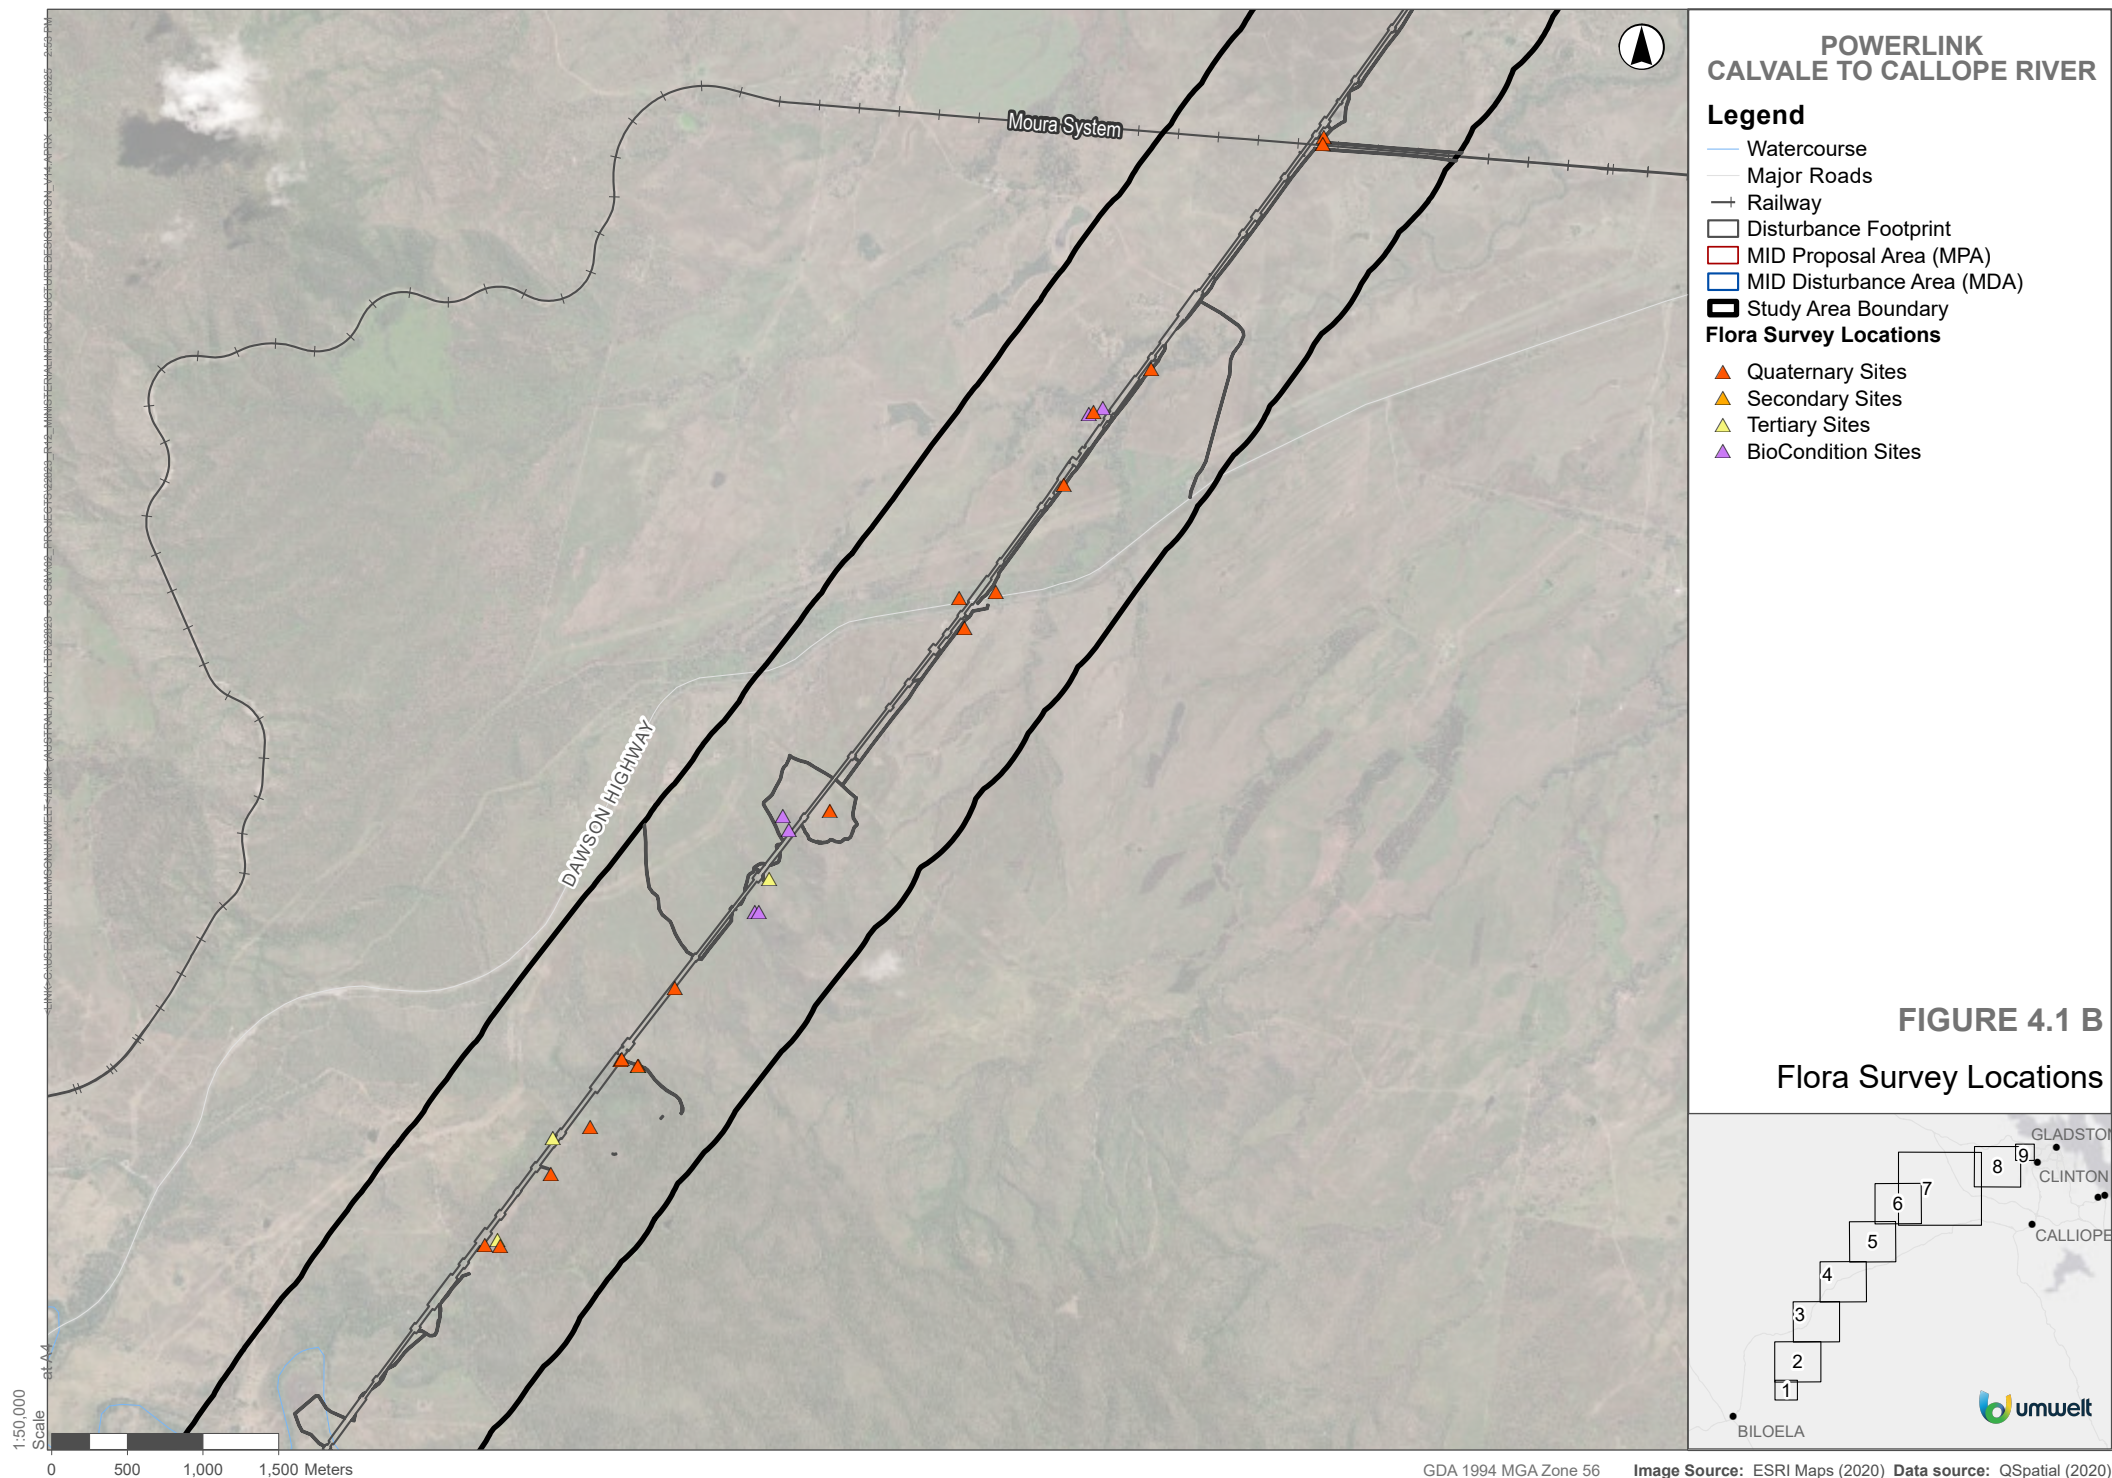 POWERLINK
CALVALE TO CALLOPE RIVER
Legend
Watercourse
Major Roads
Railway
Disturbance Footprint
MID Proposal Area (MPA)
MID Disturbance Area (MDA)
Study Area Boundary
Flora Survey Locations
Quaternary Sites
Secondary Sites
Tertiary Sites
BioCondition Sites
Moura System
DAWSON HIGHWAY
FIGURE 4.1 B
Flora Survey Locations
GLADSTON
9
8
CLINTON
7
6
CALLIOPE
5
4
3
2
1
BILOELA
umwelt
1:50,000
Scale
at A4
0 500 1,000 1,500 Meters
GDA 1994 MGA Zone 56 Image Source: ESRI Maps (2020) Data source: QSpatial (2020)